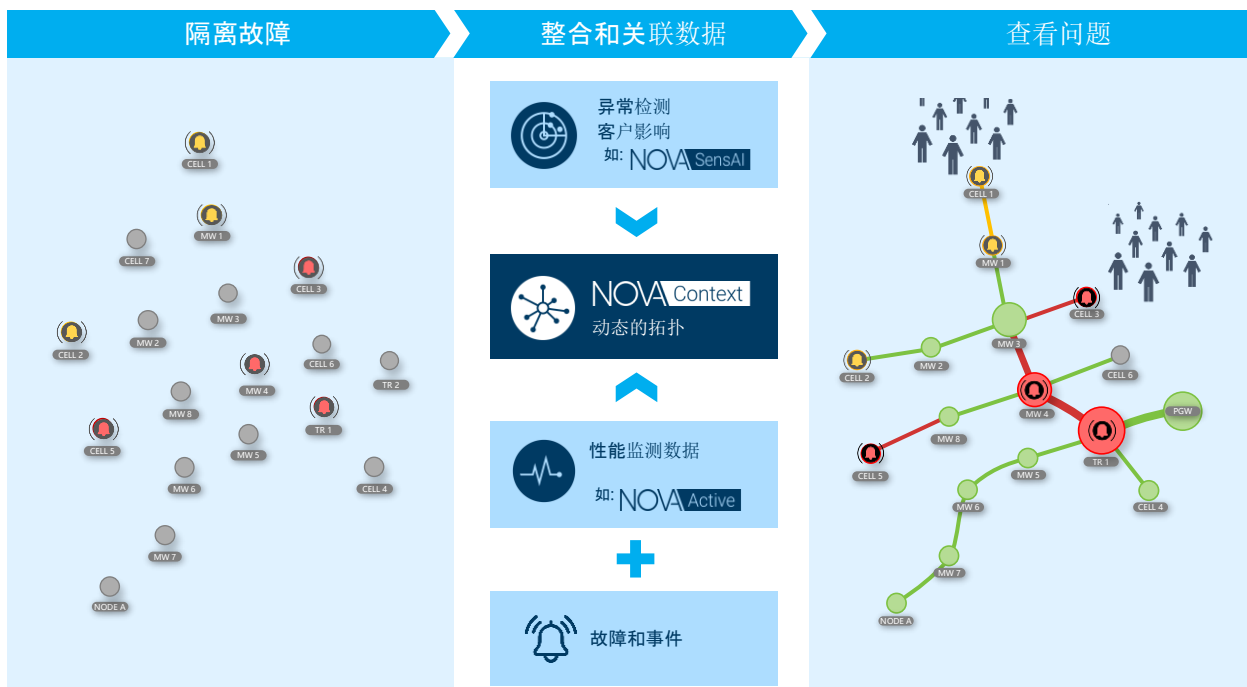 隔离故障
整合和关联数据
查看问题
CELL 1
MW 1
CELL 7
CELL 3
MW 3
MW 2
CELL 2
CELL 6
MW 4
TR 2
MW 8
TR 1
CELL 5
MW 5
MW 6
CELL 4
MW 7
NODE A
异常检测
客户影响
如: NOVA SensAI
NOVA Context
动态的拓扑
性能监测数据
如: NOVA Active
故障和事件
CELL 1
MW 1
CELL 3
MW 3
MW 2
CELL 2
CELL 6
MW 4
PGW
MW 8
TR 1
CELL 5
MW 5
MW 6
CELL 4
MW 7
NODE A